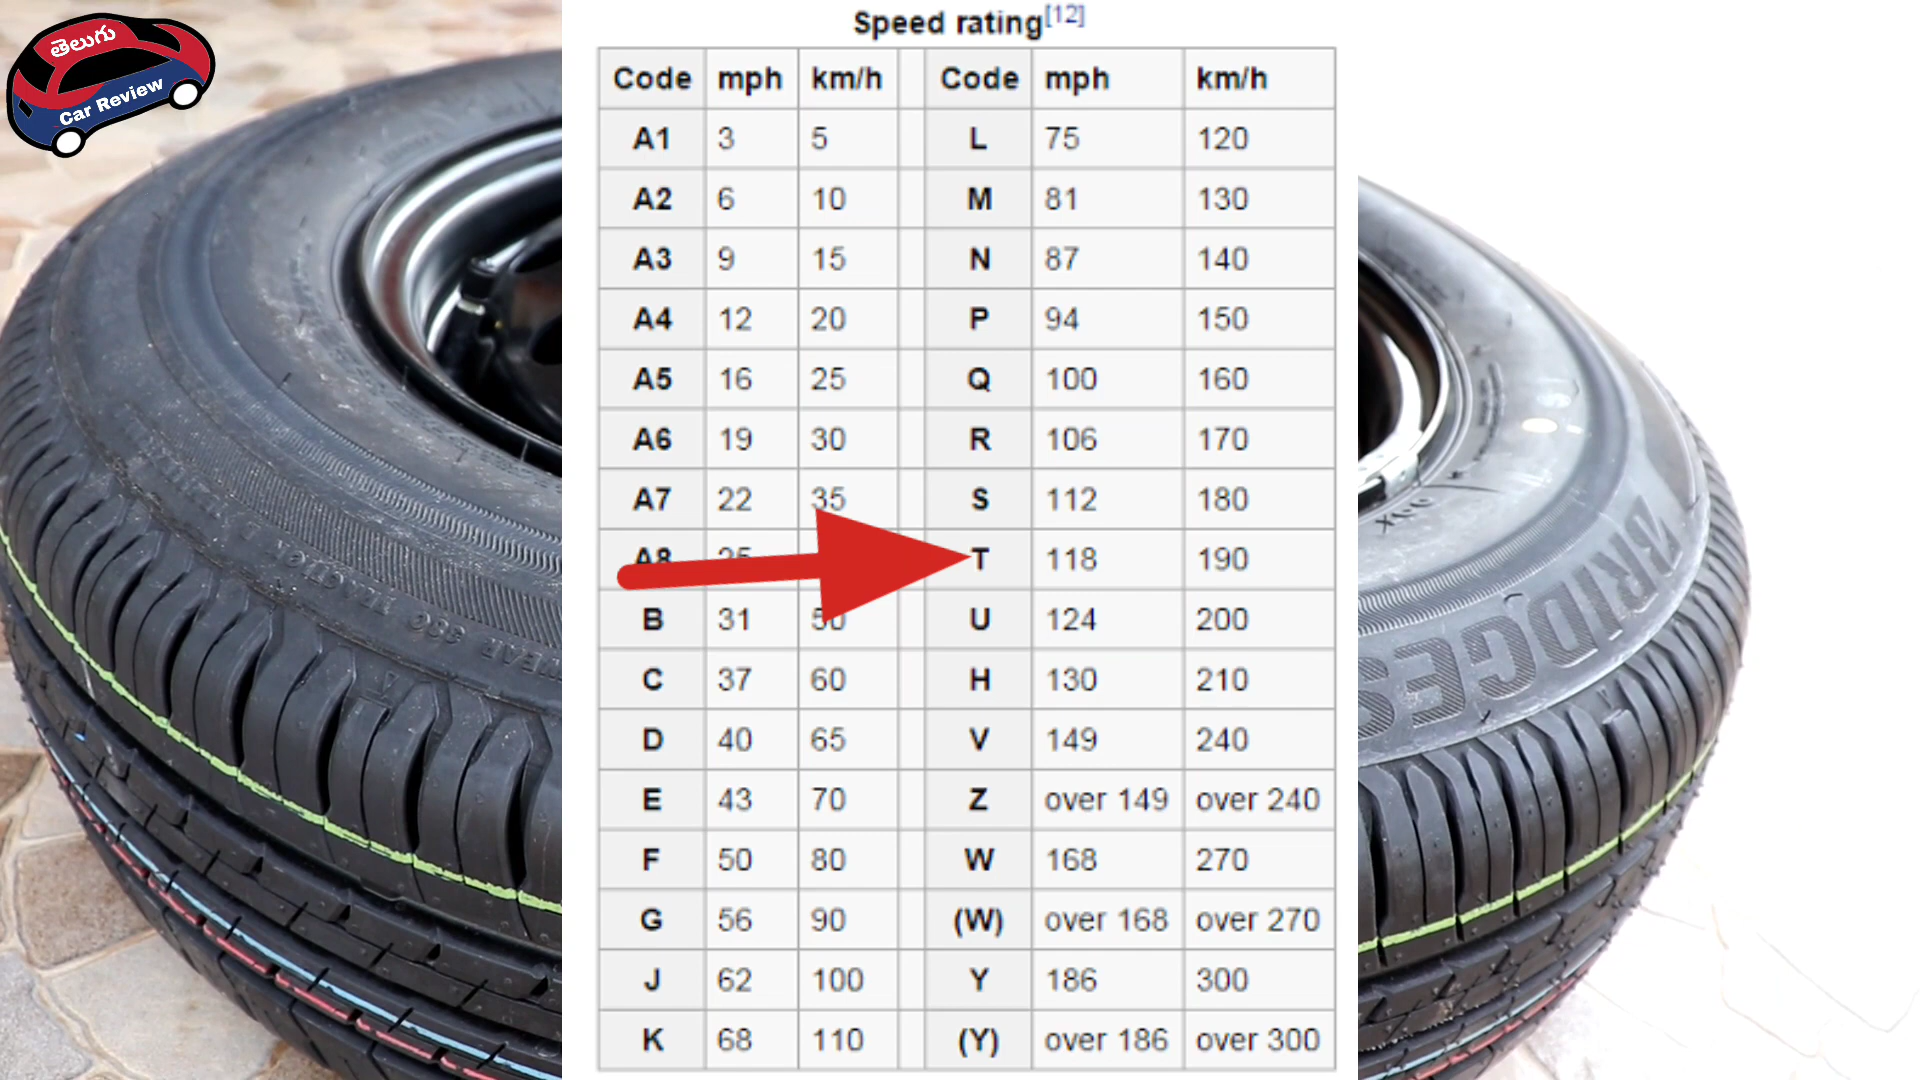 తెలుగు
Car Review
Speed rating[12]
Code mph km/h Code mph km/h
A1 3 5 L 75 120
A2 6 10 M 81 130
A3 9 15 N 87 140
A4 12 20 P 94 150
A5 16 25 Q 100 160
A6 19 30 R 106 170
A7 22 35 S 112 180
A8 25 T 118 190
B 31 50 U 124 200
C 37 60 H 130 210
D 40 65 V 149 240
E 43 70 Z over 149 over 240
F 50 80 W 168 270
G 56 90 (W) over 168 over 270
J 62 100 Y 186 300
K 68 110 (Y) over 186 over 300
BRIDGES